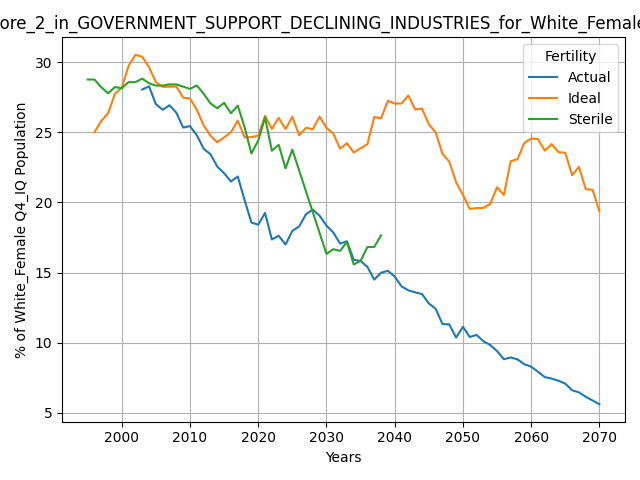 ore_2_in_GOVERNMENT_SUPPORT_DECLINING_INDUSTRIES_for_White_Female
Fertility
Actual
Ideal
Sterile
% of White_Female Q4_IQ Population
30
25
20
15
10
5
2000 2010 2020 2030 2040 2050 2060 2070
Years